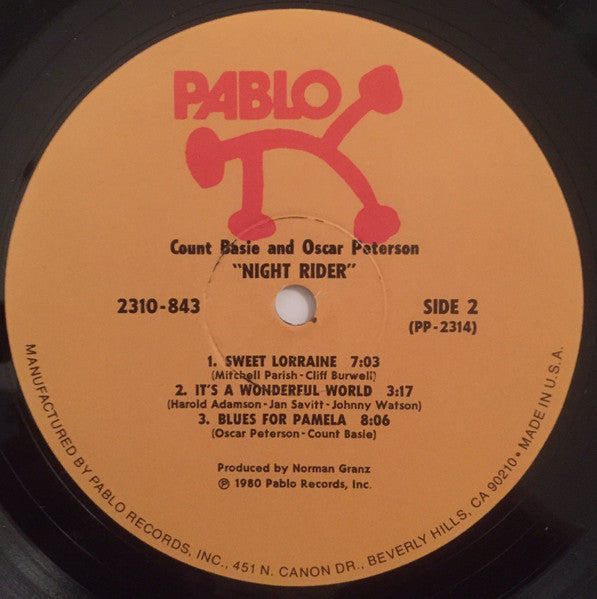 PABLO
Count Basie and Oscar Peterson
"NIGHT RIDER"
2310-843
SIDE 2
(PP-2314)
1. SWEET LORRAINE 7:03
(Mitchell Parish-Cliff Burwell)
2. IT'S A WONDERFUL WORLD 3:17
(Harold Adamson-Jan Savitt-Johnny Watson)
3. BLUES FOR PAMELA 8:06
(Oscar Peterson-Count Basie)
Produced by Norman Granz
℗ 1980 Pablo Records, Inc.
MANUFACTURED BY PABLO RECORDS, INC., 451 N. CANON DR., BEVERLY HILLS, CA 90210 • MADE IN U.S.A.